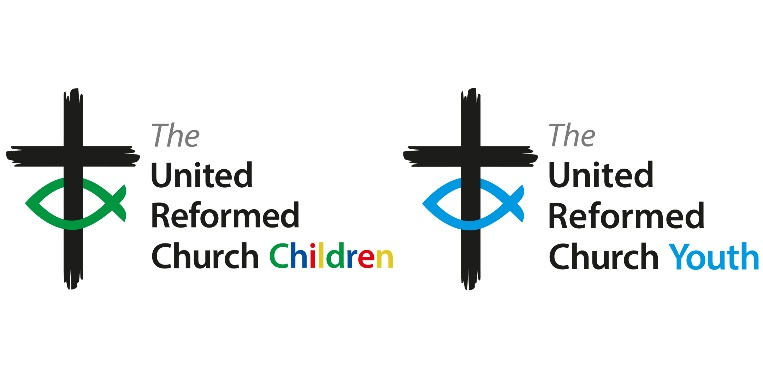 The
United
Reformed
Church Children
The
United
Reformed
Church Youth